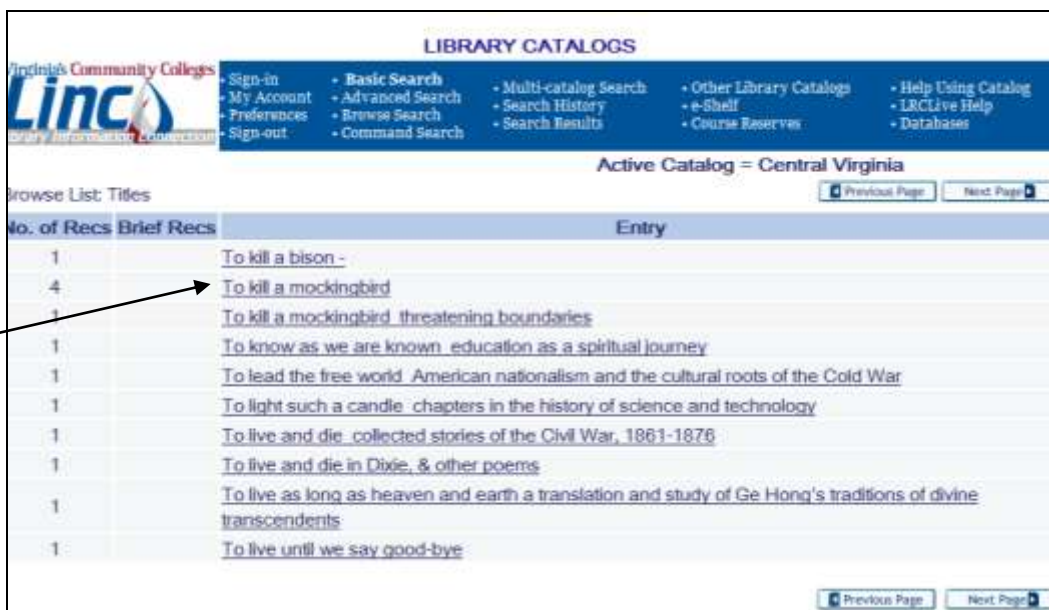 LIBRARY CATALOGS
Virginia's Community Colleges
Linc
Library Information Connection
• Sign-in
• My Account
• Preferences
• Sign-out
• Basic Search
• Advanced Search
• Browse Search
• Command Search
• Multi-catalog Search
• Search History
• Search Results
• Other Library Catalogs
• e-Shelf
• Course Reserves
• Help Using Catalog
• LRCLive Help
• Databases
Active Catalog = Central Virginia
Browse List: Titles
Previous Page Next Page
No. of Recs Brief Recs Entry
1 To kill a bison -
4 To kill a mockingbird
1 To kill a mockingbird threatening boundaries
1 To know as we are known education as a spiritual journey
1 To lead the free world American nationalism and the cultural roots of the Cold War
1 To light such a candle chapters in the history of science and technology
1 To live and die collected stories of the Civil War, 1861-1876
1 To live and die in Dixie, & other poems
1 To live as long as heaven and earth a translation and study of Ge Hong's traditions of divine
transcendents
1 To live until we say good-bye
Previous Page Next Page